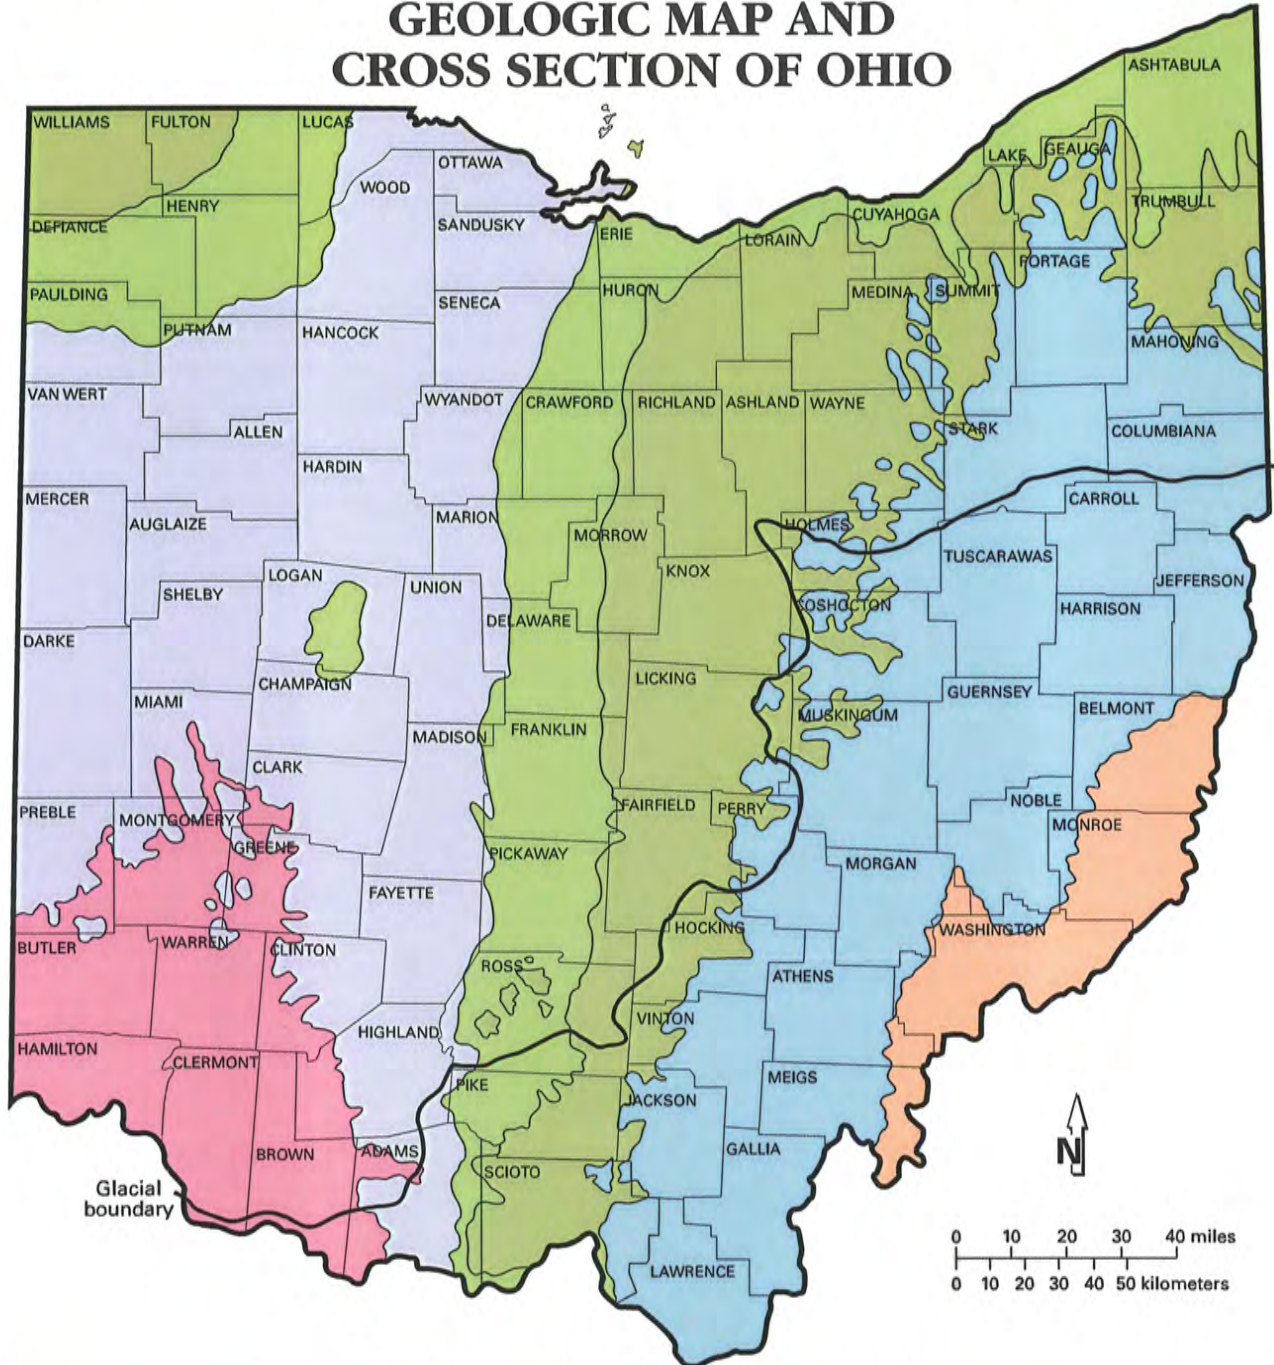 GEOLOGIC MAP AND
CROSS SECTION OF OHIO
ASHTABULA
WILLIAMS
FULTON
LUCAS
LAKE
GEAUGA
OTTAWA
WOOD
HENRY
TRUMBULL
CUYAHOGA
DEFIANCE
SANDUSKY
ERIE
LORAIN
PORTAGE
PAULDING
SENECA
HURON
MEDINA
SUMMIT
PUTNAM
HANCOCK
MAHONING
VAN WERT
WYANDOT
CRAWFORD
RICHLAND
ASHLAND
WAYNE
ALLEN
STARK
COLUMBIANA
HARDIN
MERCER
CARROLL
AUGLAIZE
MARION
MORROW
HOLMES
TUSCARAWAS
LOGAN
KNOX
JEFFERSON
UNION
SHELBY
COSHOCTON
HARRISON
DELAWARE
DARKE
LICKING
CHAMPAIGN
GUERNSEY
MIAMI
BELMONT
MUSKINGUM
FRANKLIN
MADISON
CLARK
NOBLE
FAIRFIELD
PERRY
PREBLE
MONTGOMERY
MONROE
GREENE
PICKAWAY
MORGAN
FAYETTE
HOCKING
WASHINGTON
BUTLER
WARREN
CLINTON
ROSS
ATHENS
VINTON
HIGHLAND
HAMILTON
CLERMONT
MEIGS
PIKE
JACKSON
BROWN
ADAMS
GALLIA
SCIOTO
N
Glacial
boundary
0 10 20 30 40 miles
LAWRENCE
0 10 20 30 40 50 kilometers